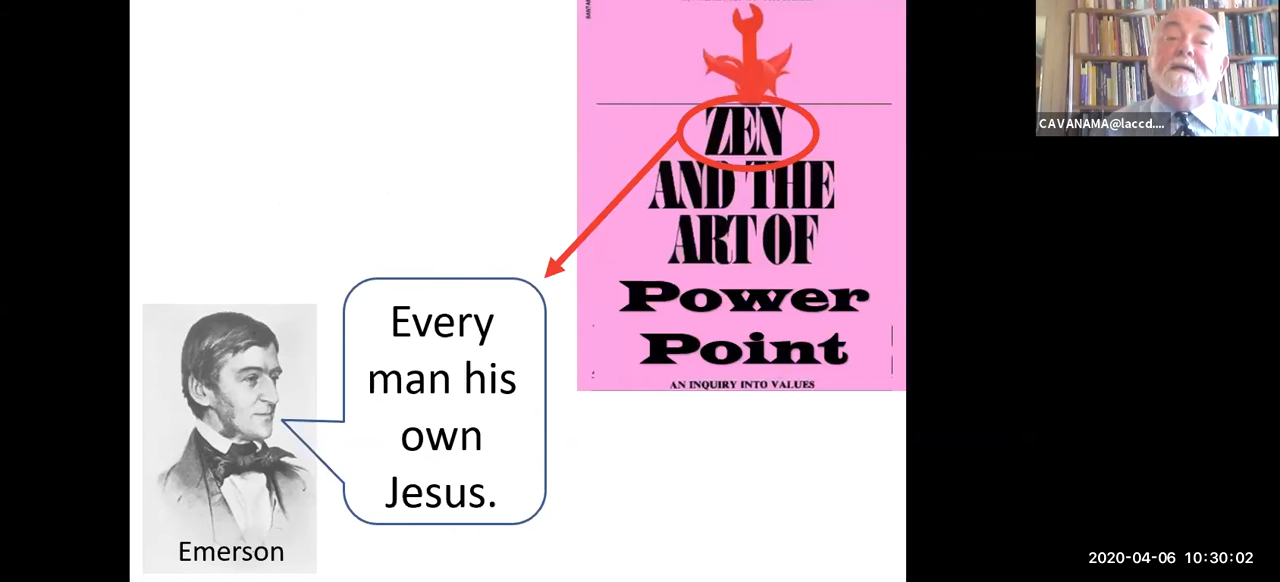 ZEN
AND THE
ART OF
Power
Point
AN INQUIRY INTO VALUES
Every
man his
own
Jesus.
Emerson
CAVANAMA@laccd....
2020-04-06 10:30:02